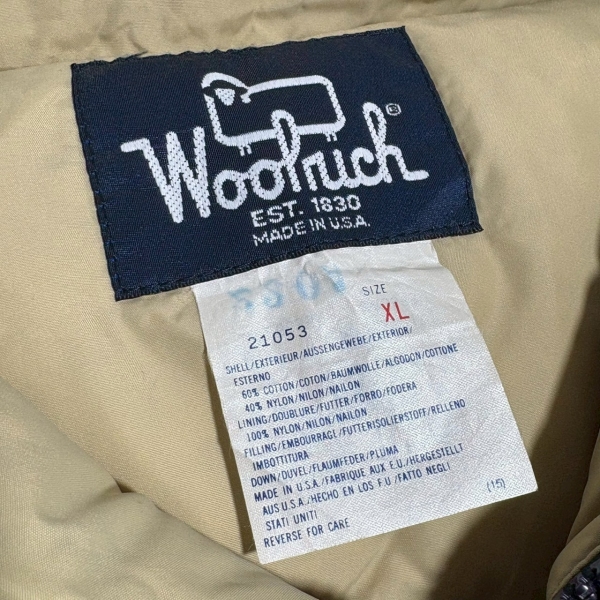 Woolrich®
EST. 1830
MADE IN U.S.A.
SIZE
21053 XL
SHELL/EXTERIEUR/AUSSENGEWEBE/EXTERIOR/
ESTERNO
60% COTTON/COTON/BAUMWOLLE/ALGODON/COTTONE
40% NYLON/NILON/NAILON
LINING/DOUBLURE/FUTTER/FORRO/FODERA
100% NYLON/NILON/NAILON
FILLING/EMBOURRAGE/FUTTERISOLIERSTOFF/RELLENO
IMBOTTITURA
DOWN/DUVEL/FLAUMFEDER/PLUMA
MADE IN U.S.A./FABRIQUE AUX E.U./HERGESTELLT
AUS U.S.A./HECHO EN LOS F.U./FATTO NEGLI
STATI UNITI (15)
REVERSE FOR CARE